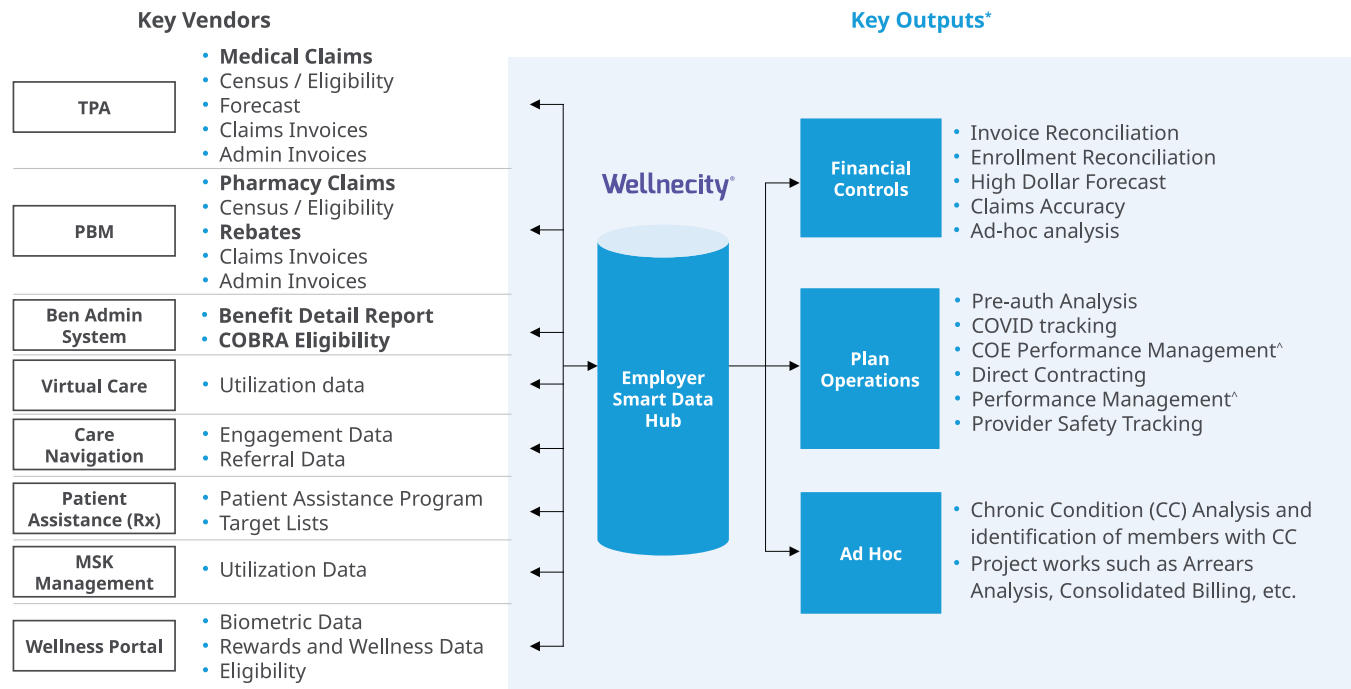 Key Vendors
Key Outputs*
TPA
• Medical Claims
• Census / Eligibility
• Forecast
• Claims Invoices
• Admin Invoices
PBM
• Pharmacy Claims
• Census / Eligibility
• Rebates
• Claims Invoices
• Admin Invoices
Ben Admin
System
• Benefit Detail Report
• COBRA Eligibility
Virtual Care
• Utilization data
Care
Navigation
• Engagement Data
• Referral Data
Patient
Assistance (Rx)
• Patient Assistance Program
• Target Lists
MSK
Management
• Utilization Data
Wellness Portal
• Biometric Data
• Rewards and Wellness Data
• Eligibility
Wellnecity®
Employer
Smart Data
Hub
Financial
Controls
• Invoice Reconciliation
• Enrollment Reconciliation
• High Dollar Forecast
• Claims Accuracy
• Ad-hoc analysis
Plan
Operations
• Pre-auth Analysis
• COVID tracking
• COE Performance Management^
• Direct Contracting
• Performance Management^
• Provider Safety Tracking
Ad Hoc
• Chronic Condition (CC) Analysis and
identification of members with CC
• Project works such as Arrears
Analysis, Consolidated Billing, etc.